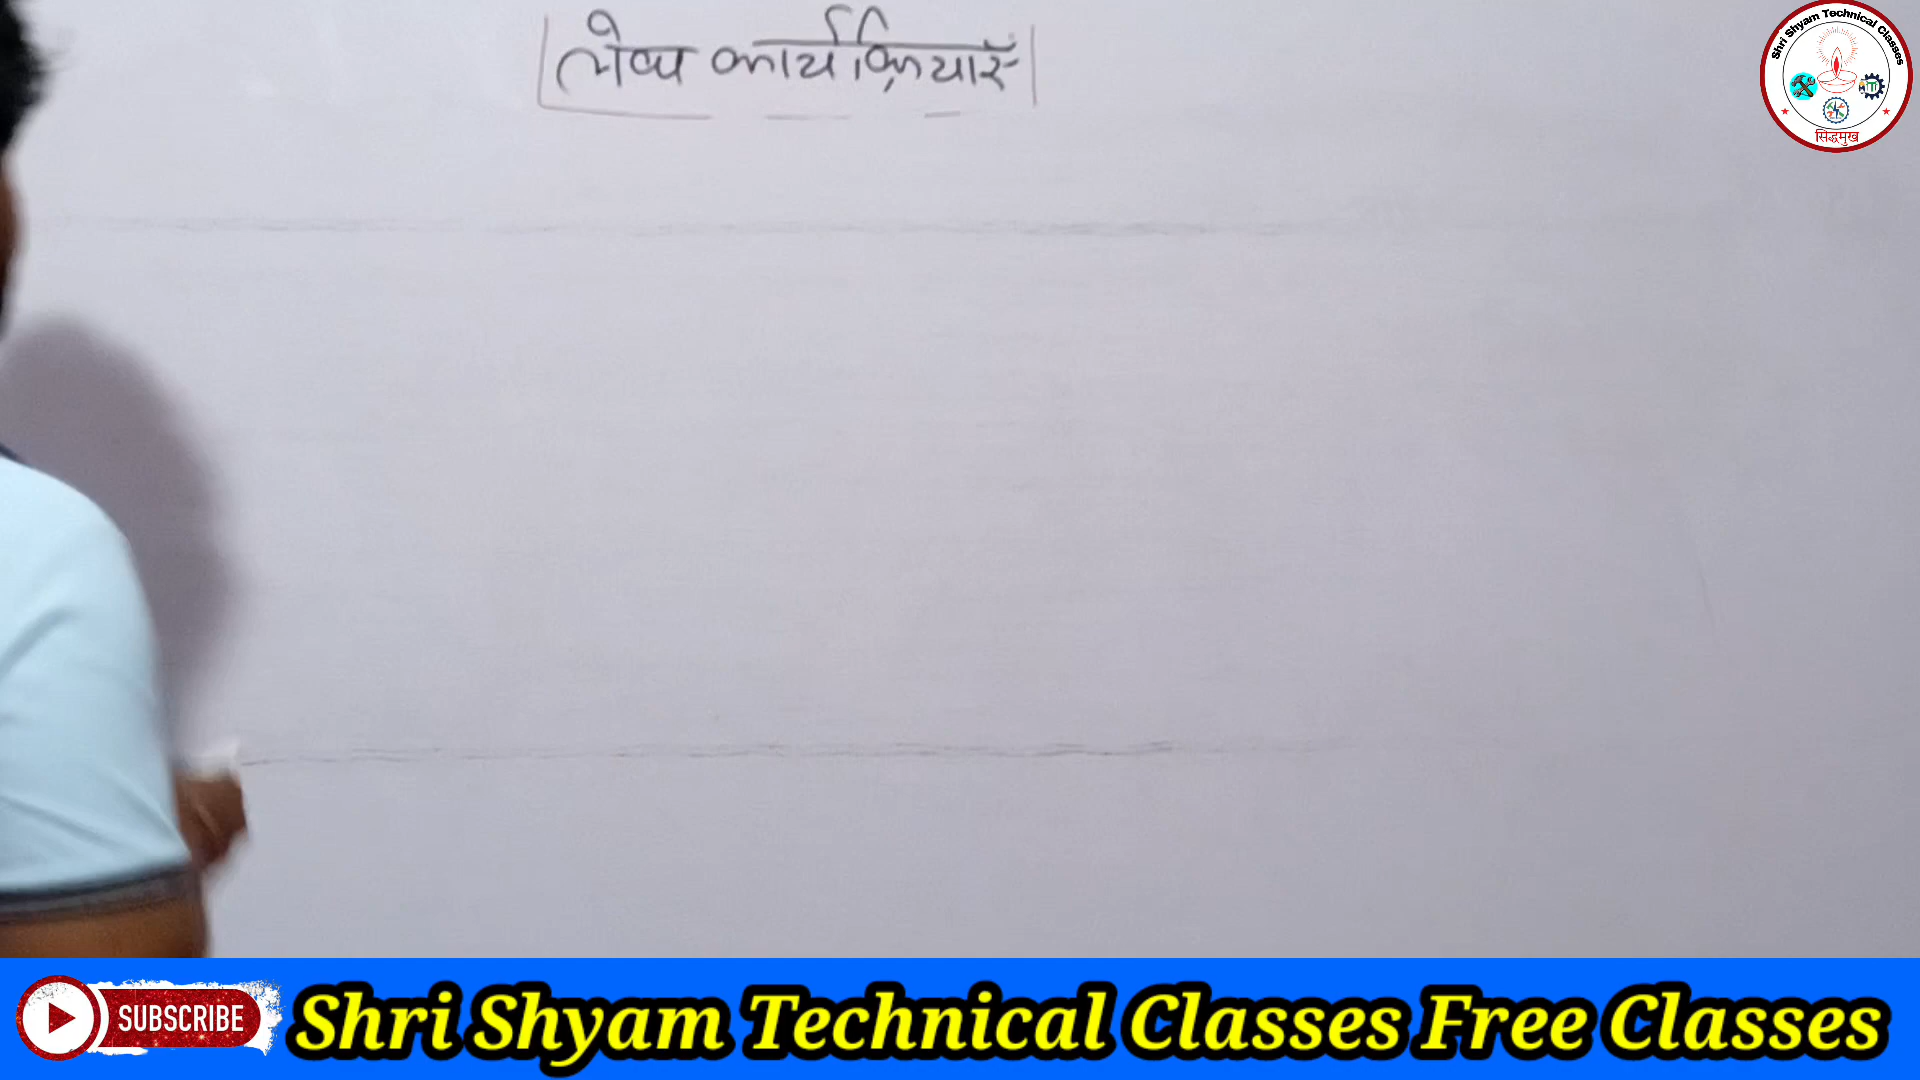 लेथ कार्य क्रियाएँ
Shri Shyam Technical Classes
सिद्धमुख
SUBSCRIBE
Shri Shyam Technical Classes Free Classes